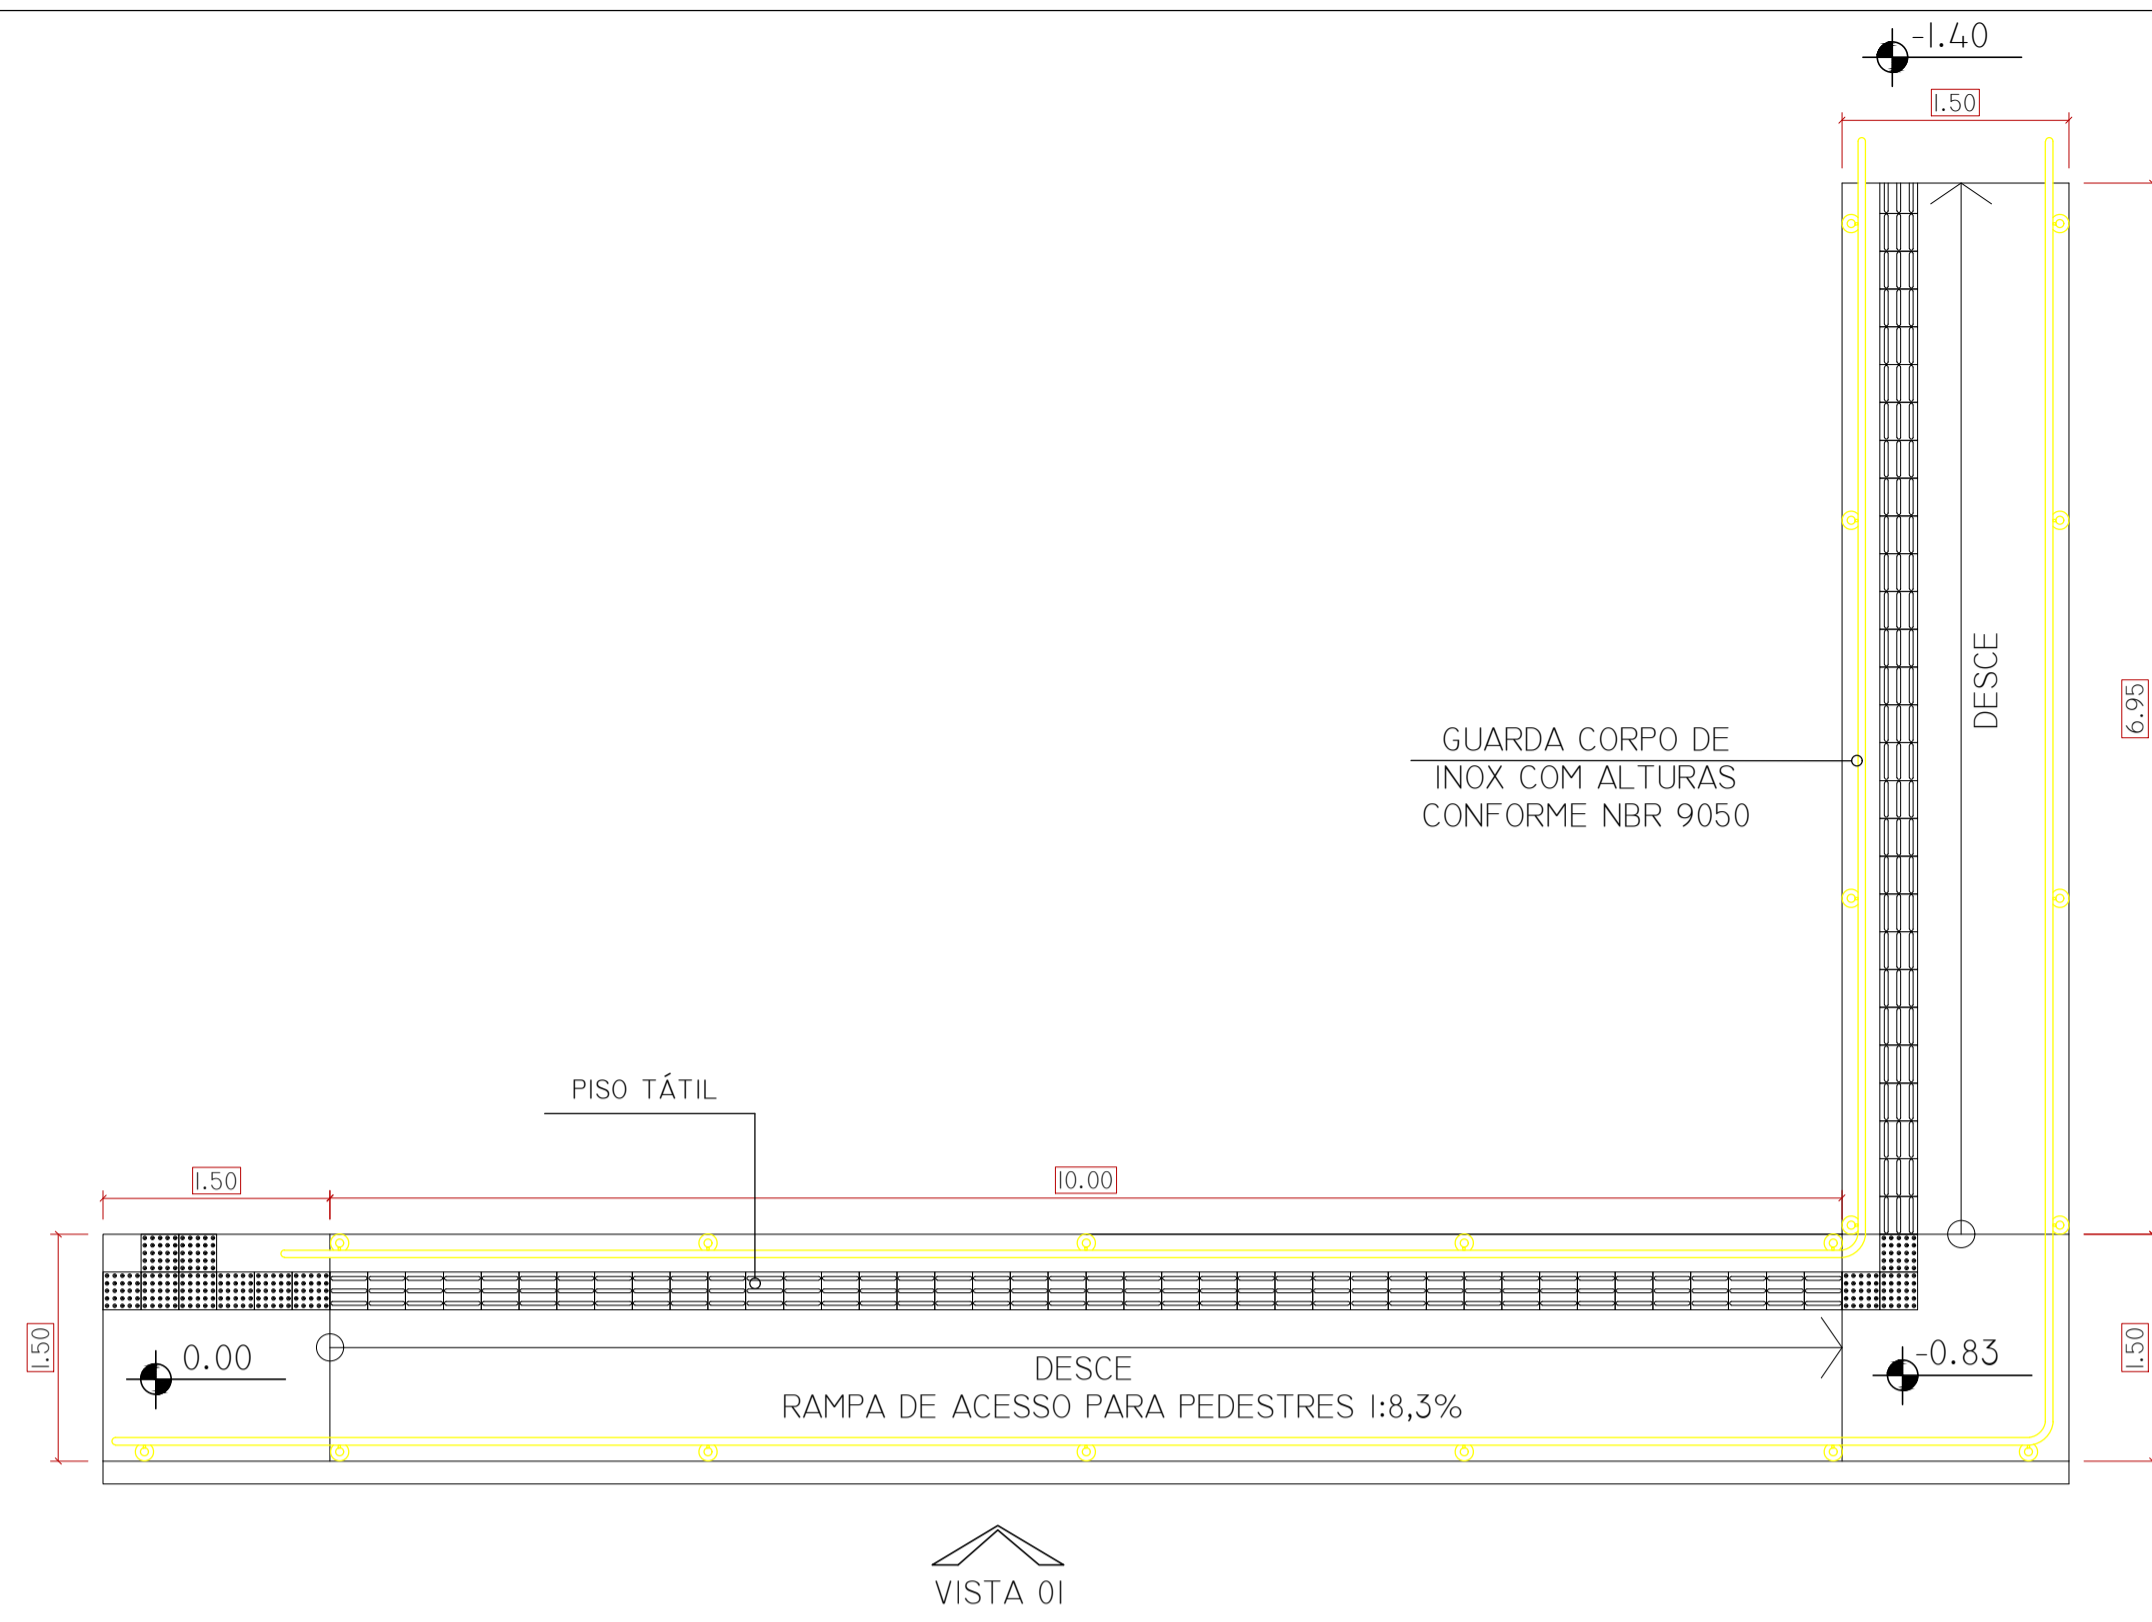 -1.40
1.50
DESCE
6.95
GUARDA CORPO DE
INOX COM ALTURAS
CONFORME NBR 9050
PISO TÁTIL
1.50
10.00
1.50
0.00
DESCE
RAMPA DE ACESSO PARA PEDESTRES 1:8,3%
-0.83
1.50
VISTA 01